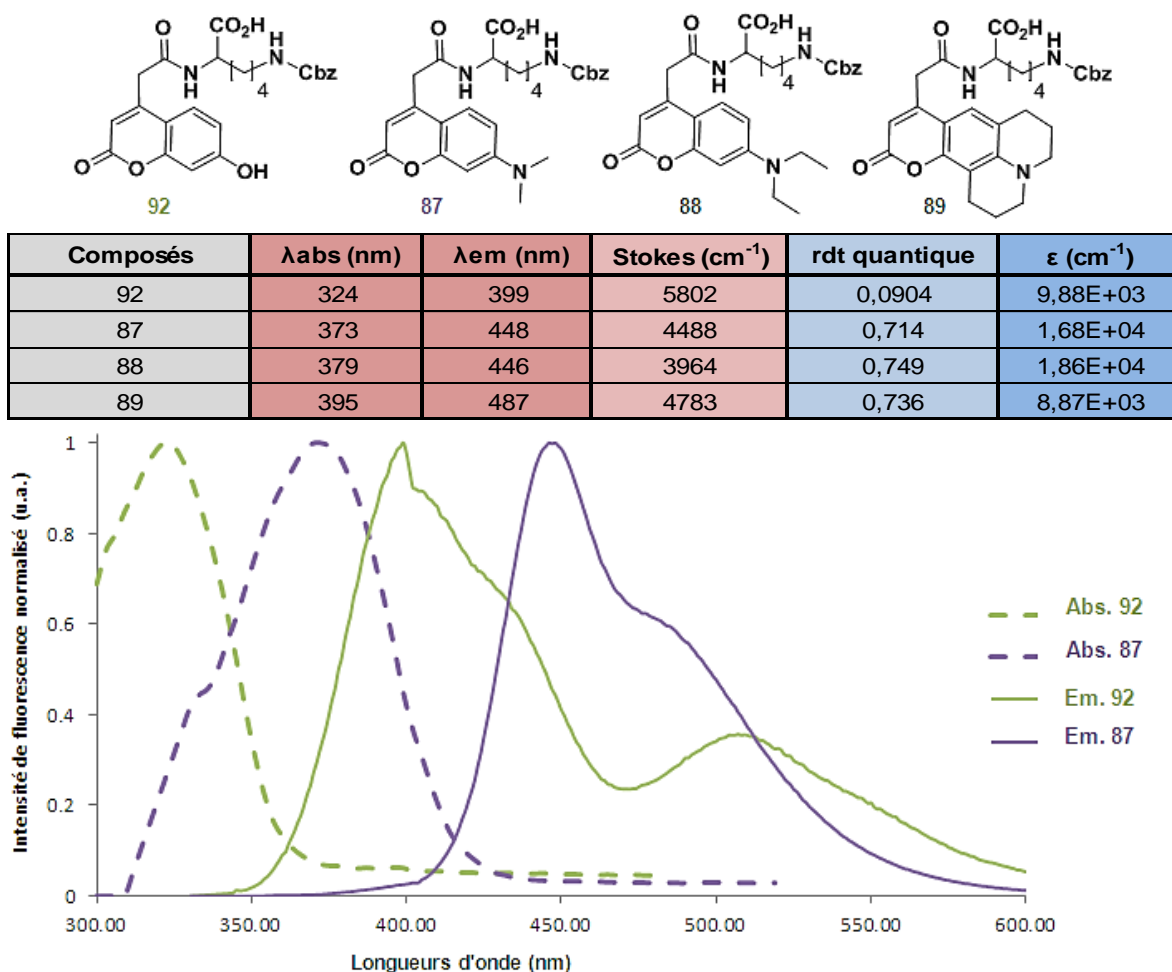 O CO₂H H N Cbz N H 4 O O OH
O CO₂H H N Cbz N H 4 O O N
O CO₂H H N Cbz N H 4 O O N
O CO₂H H N Cbz N H 4 O O N
92 87 88 89
Composés λabs (nm) λem (nm) Stokes (cm⁻¹) rdt quantique ε (cm⁻¹)
92 324 399 5802 0,0904 9,88E+03
87 373 448 4488 0,714 1,68E+04
88 379 446 3964 0,749 1,86E+04
89 395 487 4783 0,736 8,87E+03
Intensité de fluorescence normalisé (u.a.)
1
0.8
0.6
0.4
0.2
0
Abs. 92
Abs. 87
Em. 92
Em. 87
300.00 350.00 400.00 450.00 500.00 550.00 600.00
Longueurs d'onde (nm)